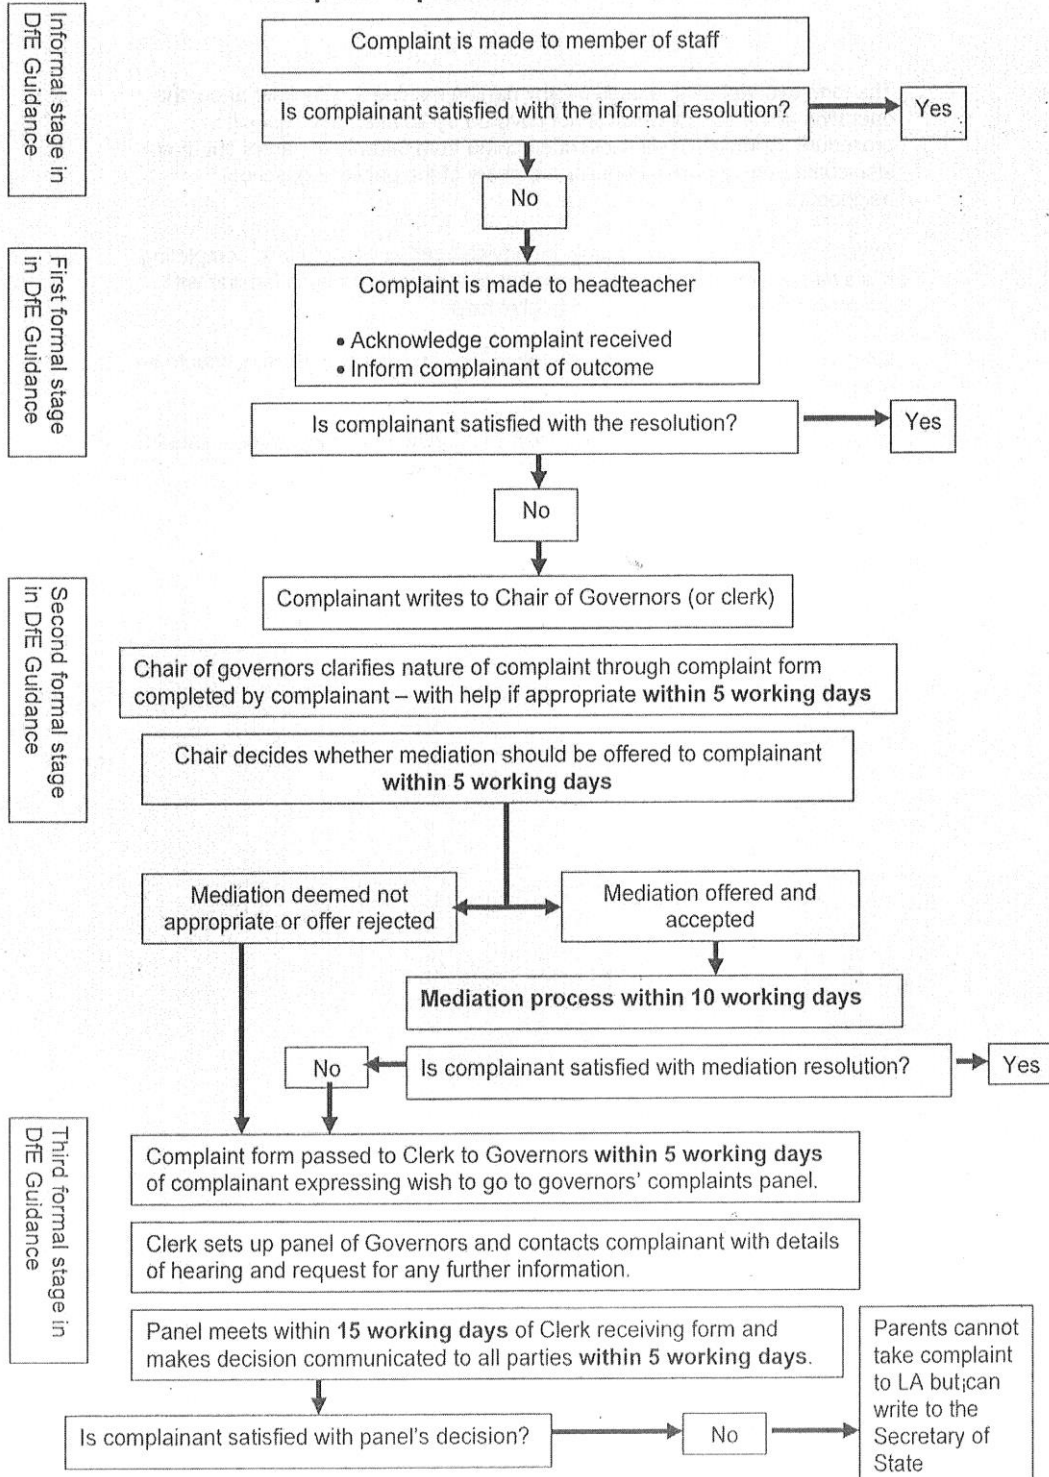 Informal stage in
DfE Guidance
Complaint is made to member of staff
Is complainant satisfied with the informal resolution?
Yes
No
First formal stage
in DfE Guidance
Complaint is made to headteacher
• Acknowledge complaint received
• Inform complainant of outcome
Is complainant satisfied with the resolution?
Yes
No
Second formal stage
in DfE Guidance
Complainant writes to Chair of Governors (or clerk)
Chair of governors clarifies nature of complaint through complaint form
completed by complainant – with help if appropriate within 5 working days
Chair decides whether mediation should be offered to complainant
within 5 working days
Mediation deemed not
appropriate or offer rejected
Mediation offered and
accepted
Mediation process within 10 working days
No
Is complainant satisfied with mediation resolution?
Yes
Third formal stage in
DfE Guidance
Complaint form passed to Clerk to Governors within 5 working days
of complainant expressing wish to go to governors' complaints panel.
Clerk sets up panel of Governors and contacts complainant with details
of hearing and request for any further information.
Panel meets within 15 working days of Clerk receiving form and
makes decision communicated to all parties within 5 working days.
Is complainant satisfied with panel's decision?
No
Parents cannot
take complaint
to LA but can
write to the
Secretary of
State